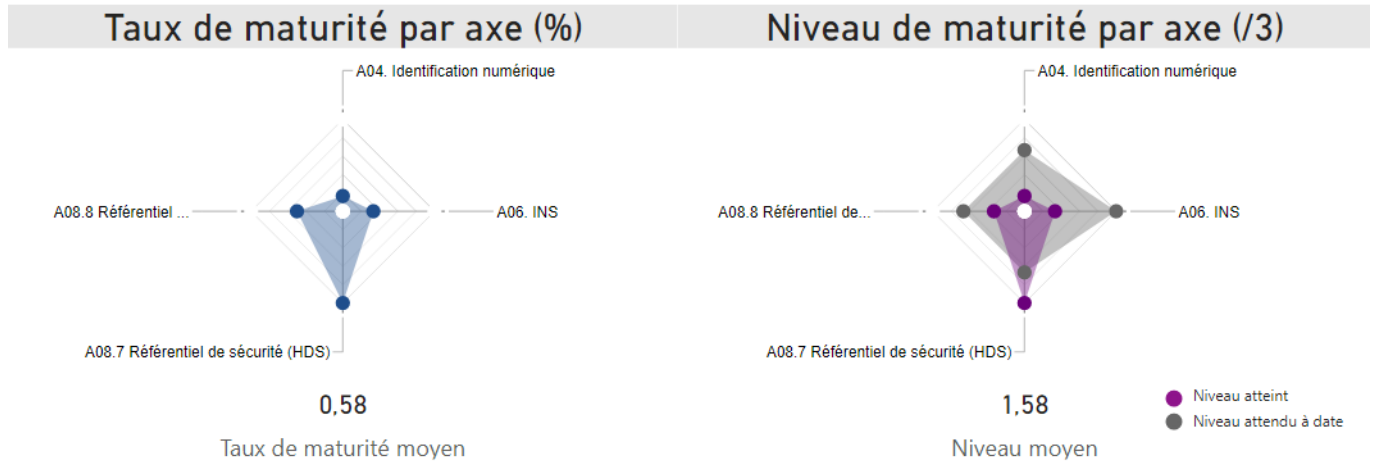 Taux de maturité par axe (%)
Niveau de maturité par axe (/3)
A04. Identification numérique
A08.8 Référentiel ...
A06. INS
A08.7 Référentiel de sécurité (HDS)
0,58
Taux de maturité moyen
A04. Identification numérique
A08.8 Référentiel de...
A06. INS
A08.7 Référentiel de sécurité (HDS)
1,58
Niveau moyen
Niveau atteint
Niveau attendu à date